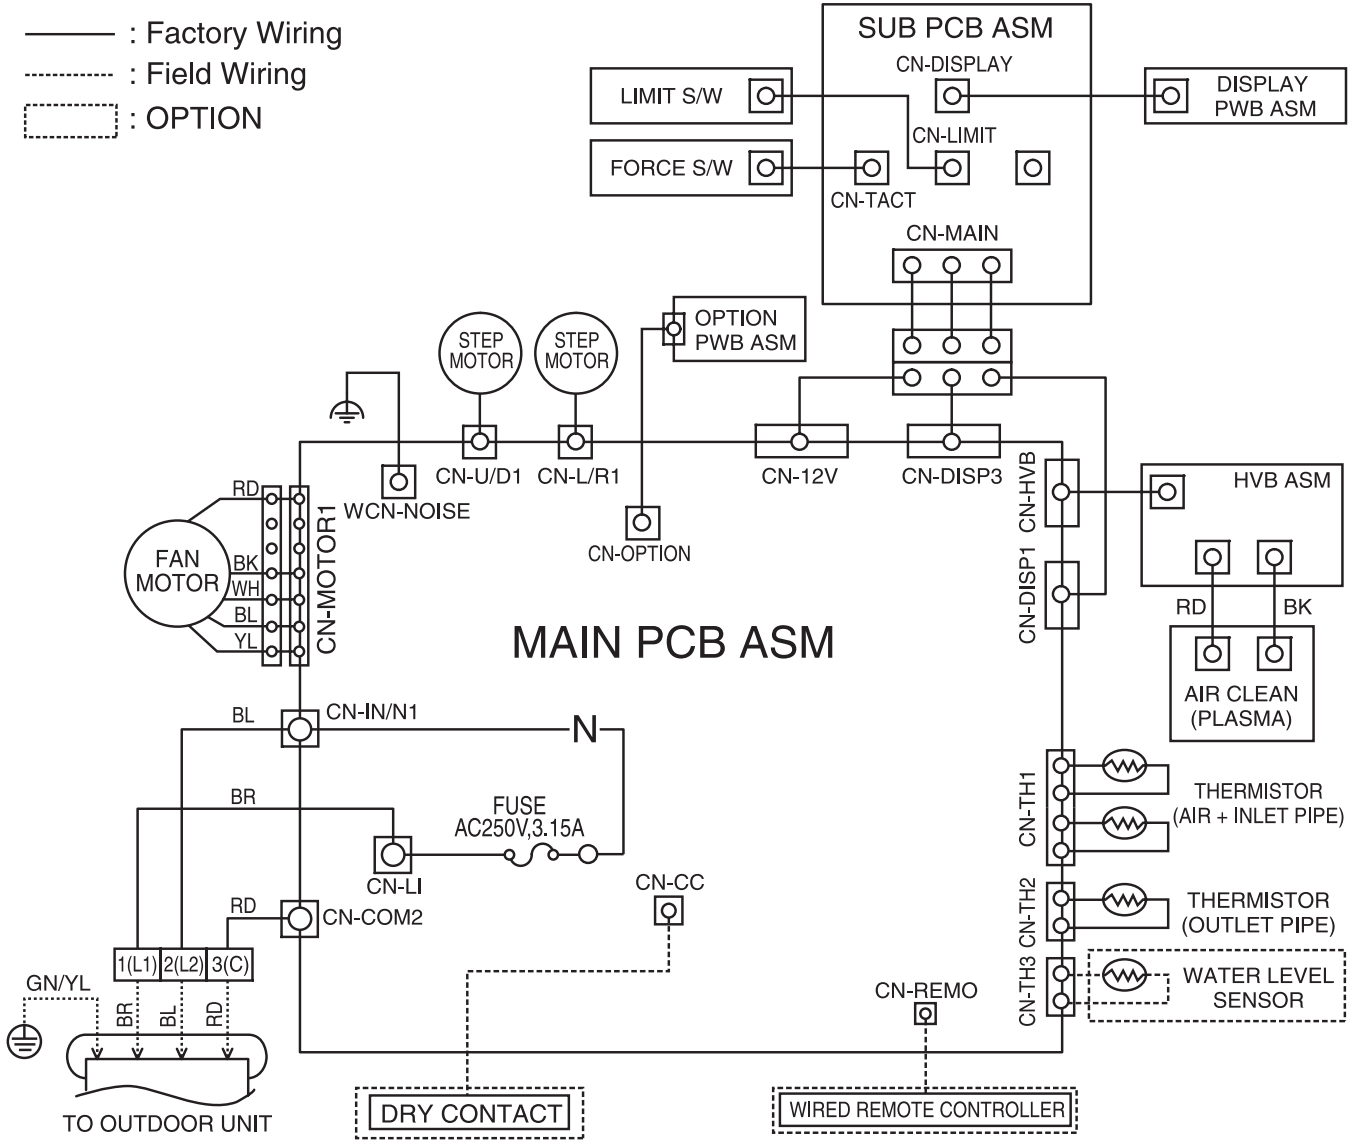 : Factory Wiring
: Field Wiring
: OPTION
SUB PCB ASM
CN-DISPLAY
LIMIT S/W
DISPLAY
PWB ASM
CN-LIMIT
FORCE S/W
CN-TACT
CN-MAIN
OPTION
PWB ASM
STEP
MOTOR
STEP
MOTOR
CN-U/D1
CN-L/R1
CN-12V
CN-DISP3
WCN-NOISE
CN-OPTION
CN-HVB
HVB ASM
CN-DISP1
RD
BK
AIR CLEAN
(PLASMA)
RD
BK
WH
BL
YL
FAN
MOTOR
CN-MOTOR1
MAIN PCB ASM
BL
CN-IN/N1
N
BR
FUSE
AC250V,3.15A
CN-LI
RD
CN-COM2
CN-CC
CN-TH1
THERMISTOR
(AIR + INLET PIPE)
CN-TH2
THERMISTOR
(OUTLET PIPE)
CN-TH3
WATER LEVEL
SENSOR
1(L1)
2(L2)
3(C)
GN/YL
BR
BL
RD
TO OUTDOOR UNIT
CN-REMO
DRY CONTACT
WIRED REMOTE CONTROLLER